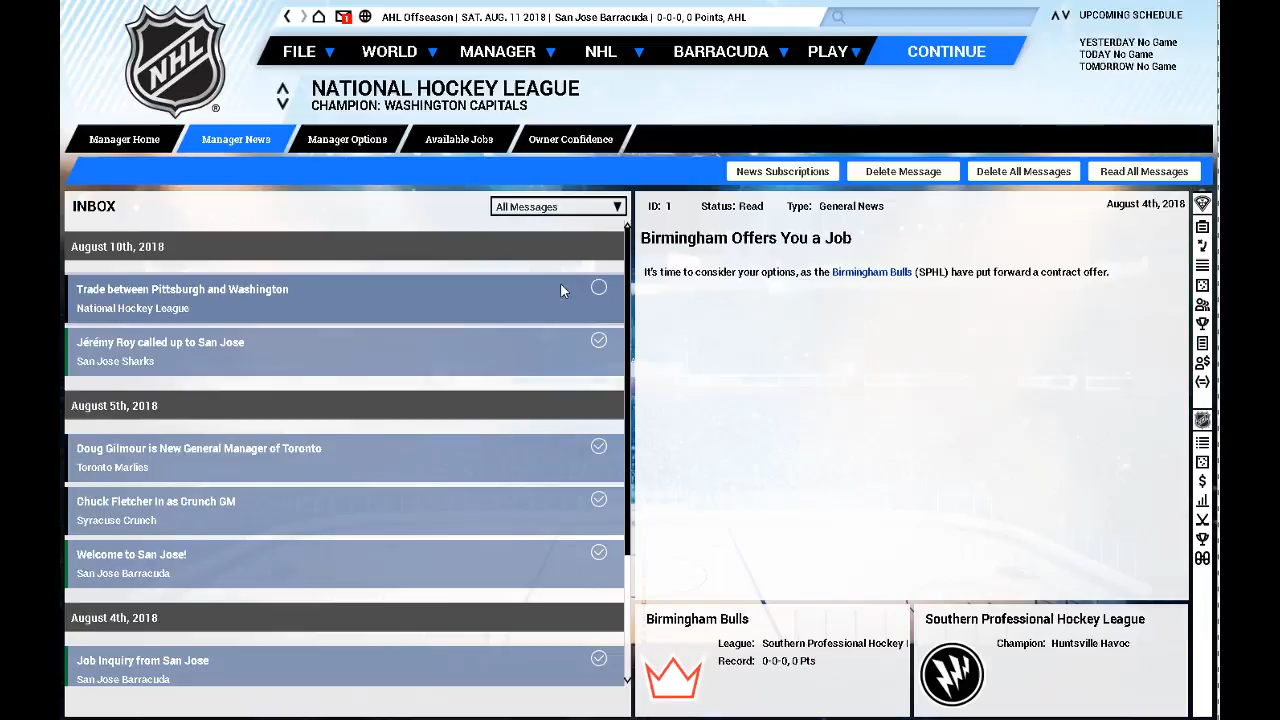 AHL Offseason | SAT. AUG. 11 2018 | San Jose Barracuda | 0-0-0, 0 Points, AHL
UPCOMING SCHEDULE
YESTERDAY No Game
TODAY No Game
TOMORROW No Game
FILE WORLD MANAGER NHL BARRACUDA PLAY CONTINUE
NHL
NATIONAL HOCKEY LEAGUE
CHAMPION: WASHINGTON CAPITALS
Manager Home Manager News Manager Options Available Jobs Owner Confidence
News Subscriptions Delete Message Delete All Messages Read All Messages
INBOX All Messages
August 10th, 2018
Trade between Pittsburgh and Washington
National Hockey League
Jérémy Roy called up to San Jose
San Jose Sharks
August 5th, 2018
Doug Gilmour is New General Manager of Toronto
Toronto Marlies
Chuck Fletcher In as Crunch GM
Syracuse Crunch
Welcome to San Jose!
San Jose Barracuda
August 4th, 2018
Job Inquiry from San Jose
San Jose Barracuda
ID: 1 Status: Read Type: General News August 4th, 2018
Birmingham Offers You a Job
It's time to consider your options, as the Birmingham Bulls (SPHL) have put forward a contract offer.
Birmingham Bulls
League: Southern Professional Hockey
Record: 0-0-0, 0 Pts
Southern Professional Hockey League
Champion: Huntsville Havoc